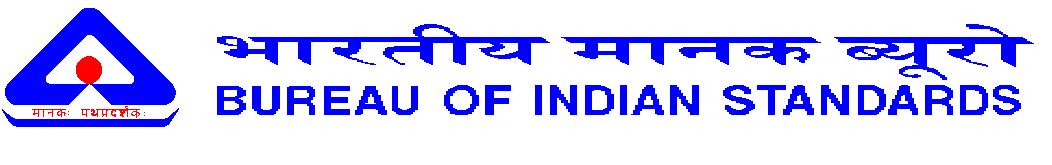 भारतीय मानक ब्यूरो
BUREAU OF INDIAN STANDARDS
मानकः पथप्रदर्शकः